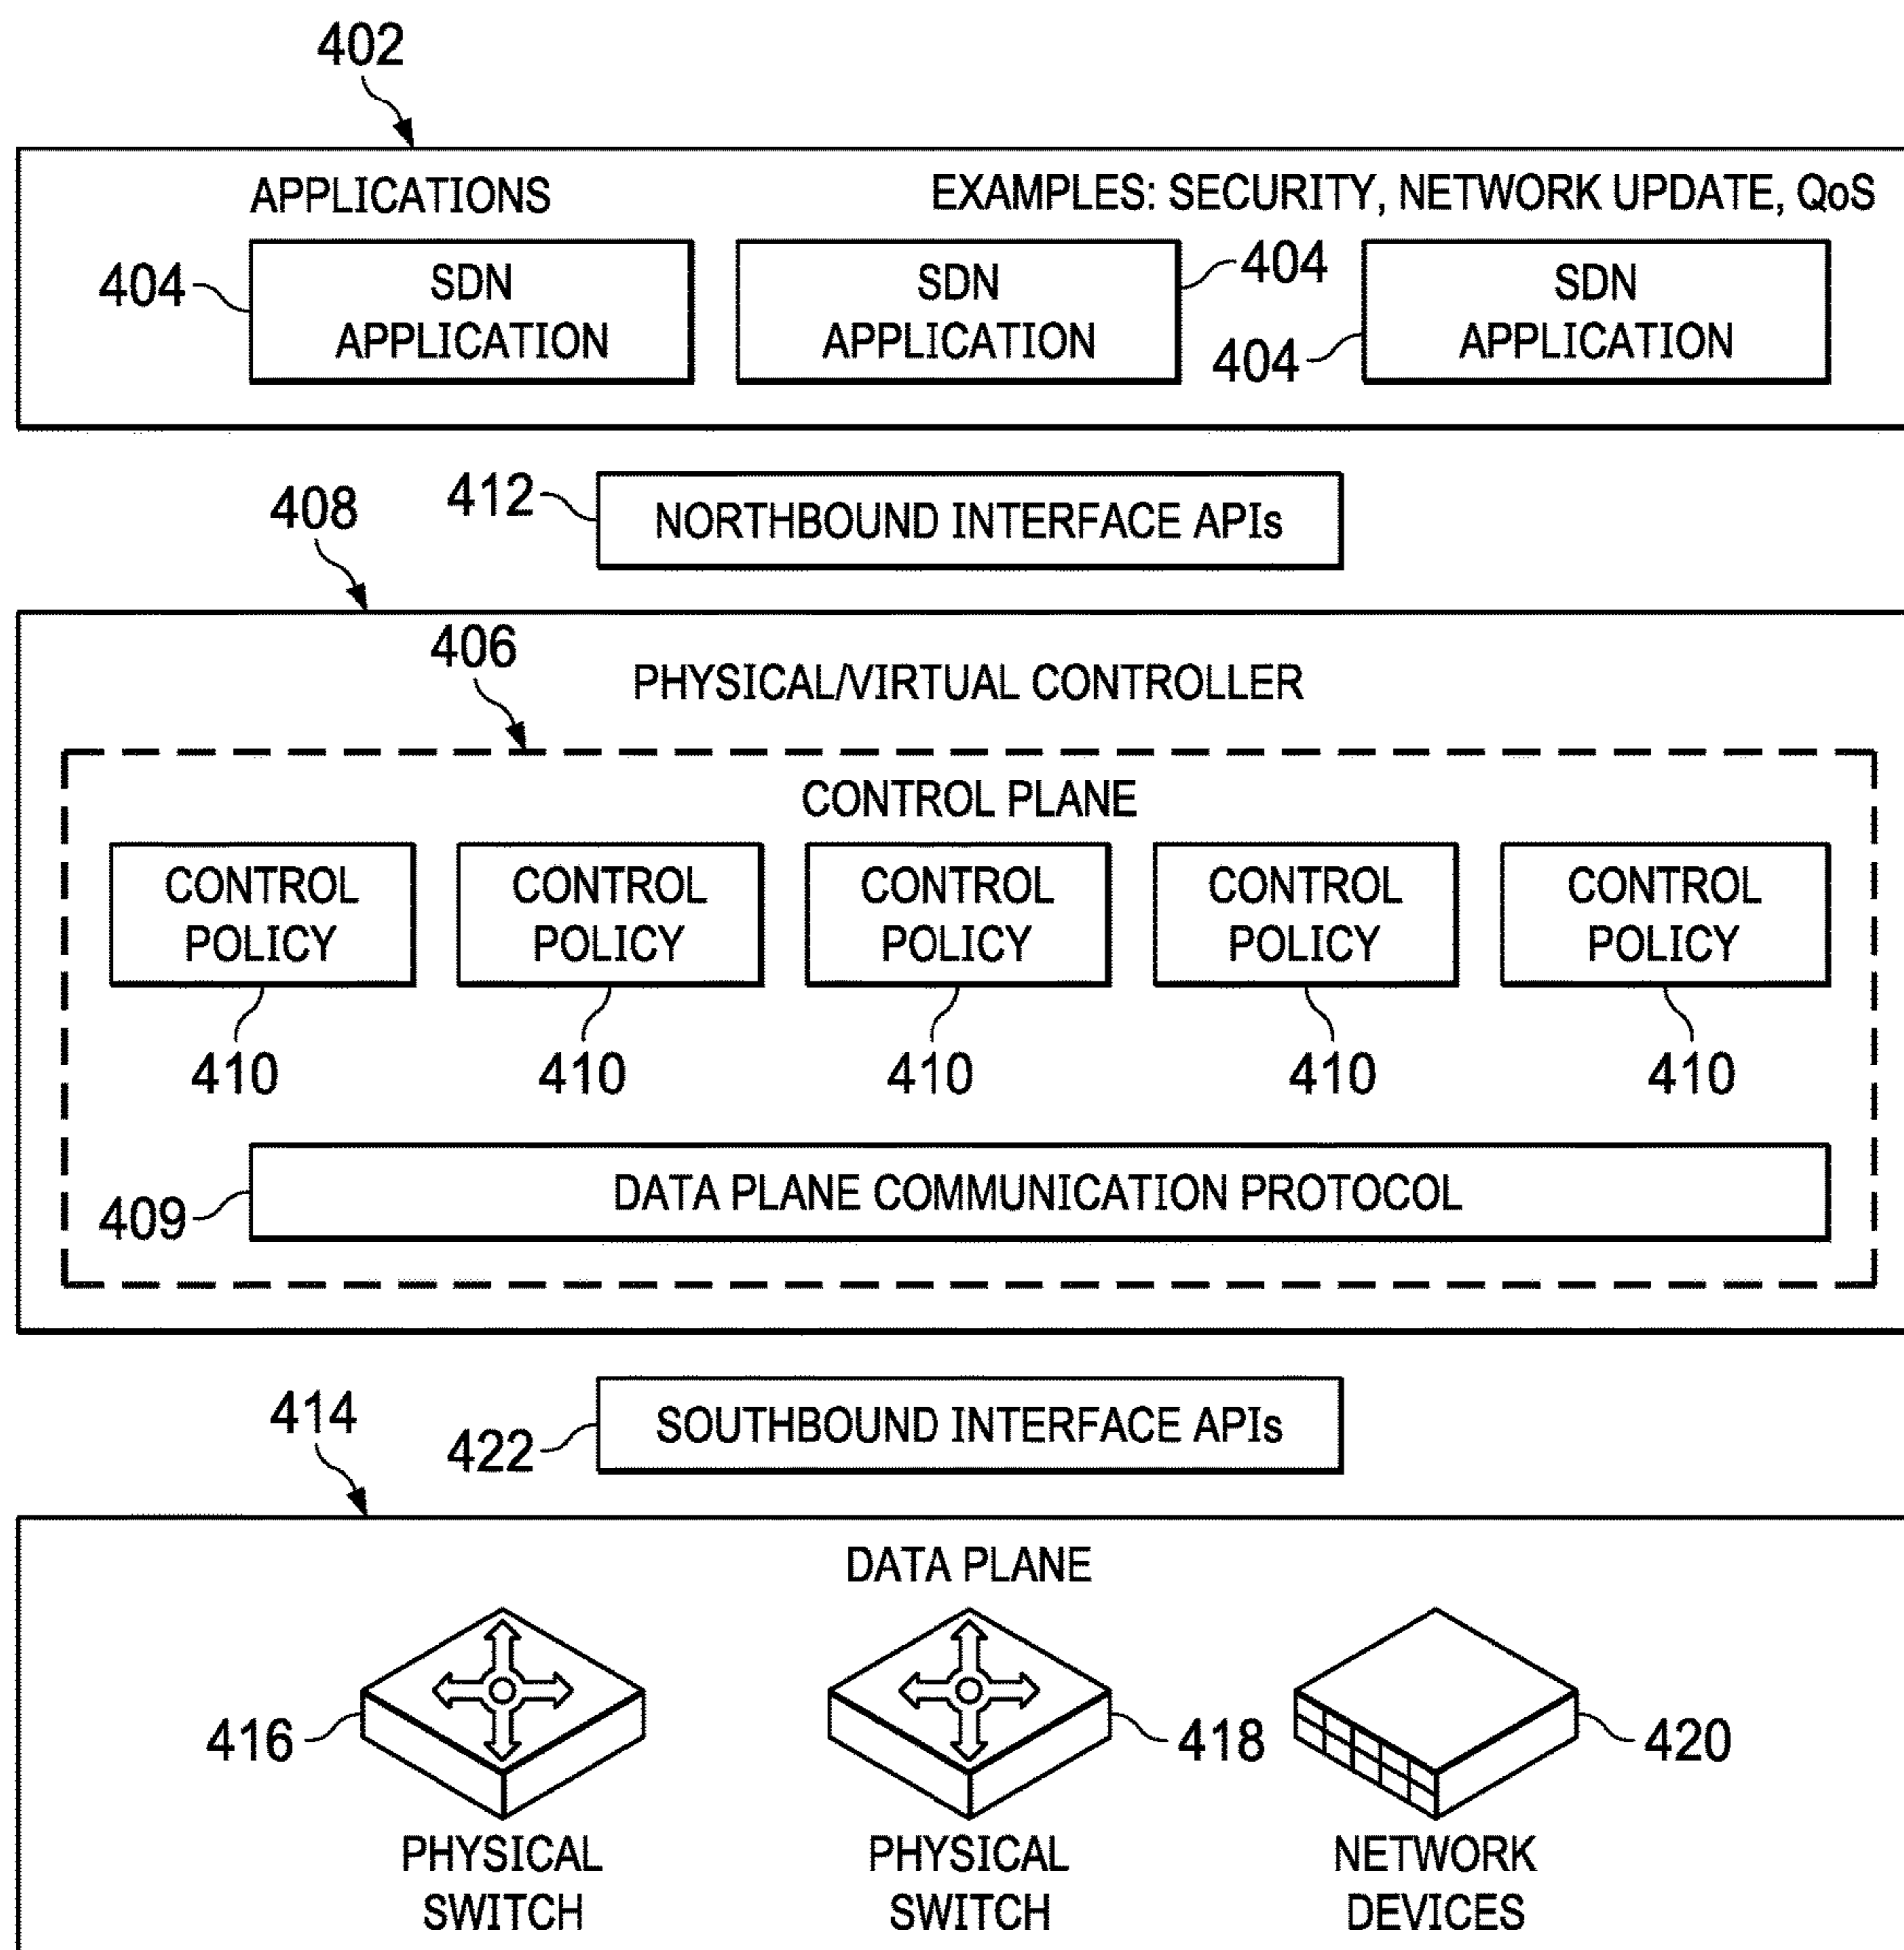 402
APPLICATIONS
EXAMPLES: SECURITY, NETWORK UPDATE, QoS
404
SDN
APPLICATION
SDN
APPLICATION
404
404
SDN
APPLICATION
412
NORTHBOUND INTERFACE APIs
408
406
PHYSICAL/VIRTUAL CONTROLLER
CONTROL PLANE
CONTROL
POLICY
CONTROL
POLICY
CONTROL
POLICY
CONTROL
POLICY
CONTROL
POLICY
410
410
410
410
410
409
DATA PLANE COMMUNICATION PROTOCOL
414
422
SOUTHBOUND INTERFACE APIs
DATA PLANE
416
418
420
PHYSICAL
SWITCH
PHYSICAL
SWITCH
NETWORK
DEVICES